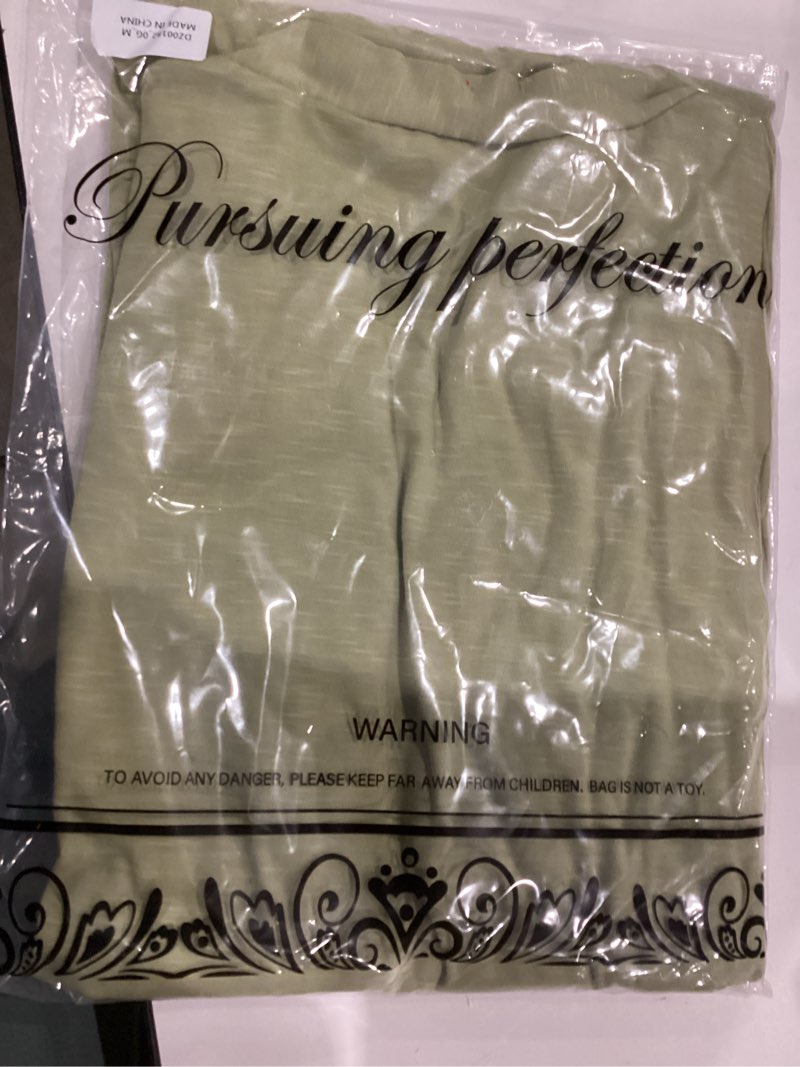 DZ00182_0G_M
MADE IN CHINA
Pursuing perfection
WARNING
TO AVOID ANY DANGER, PLEASE KEEP FAR AWAY FROM CHILDREN. BAG IS NOT A TOY.